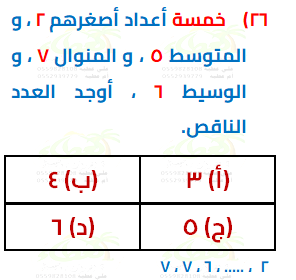 ٢٦) خمسة أعداد أصغرهم ٢ ، و
المتوسط ٥ ، و المنوال ٧ ، و
الوسيط ٦ ، أوجد العدد
الناقص.
(أ) ٣ (ب) ٤
(ج) ٥ (د) ٦
٢ ، ..... ، ٦ ، ٧ ، ٧